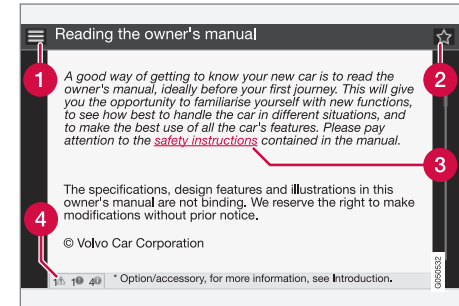 Reading the owner's manual
1
2
A good way of getting to know your new car is to read the
owner's manual, ideally before your first journey. This will give
you the opportunity to familiarise yourself with new functions,
to see how best to handle the car in different situations, and
to make the best use of all the car's features. Please pay
attention to the safety instructions contained in the manual.
3
The specifications, design features and illustrations in this
owner's manual are not binding. We reserve the right to make
modifications without prior notice.
4
© Volvo Car Corporation
1 1 4 * Option/accessory, for more information, see Introduction.
G050532